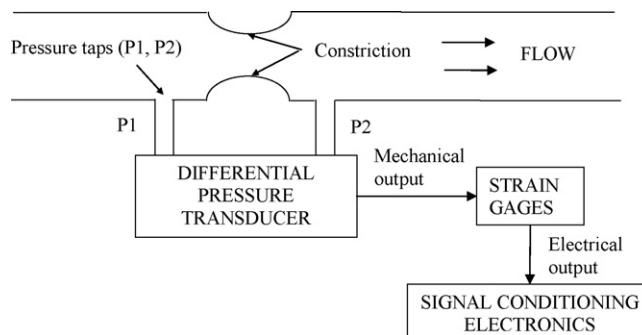 Pressure taps (P1, P2)
Constriction
FLOW
P1
P2
DIFFERENTIAL
PRESSURE
TRANSDUCER
Mechanical
output
STRAIN
GAGES
Electrical
output
SIGNAL CONDITIONING
ELECTRONICS